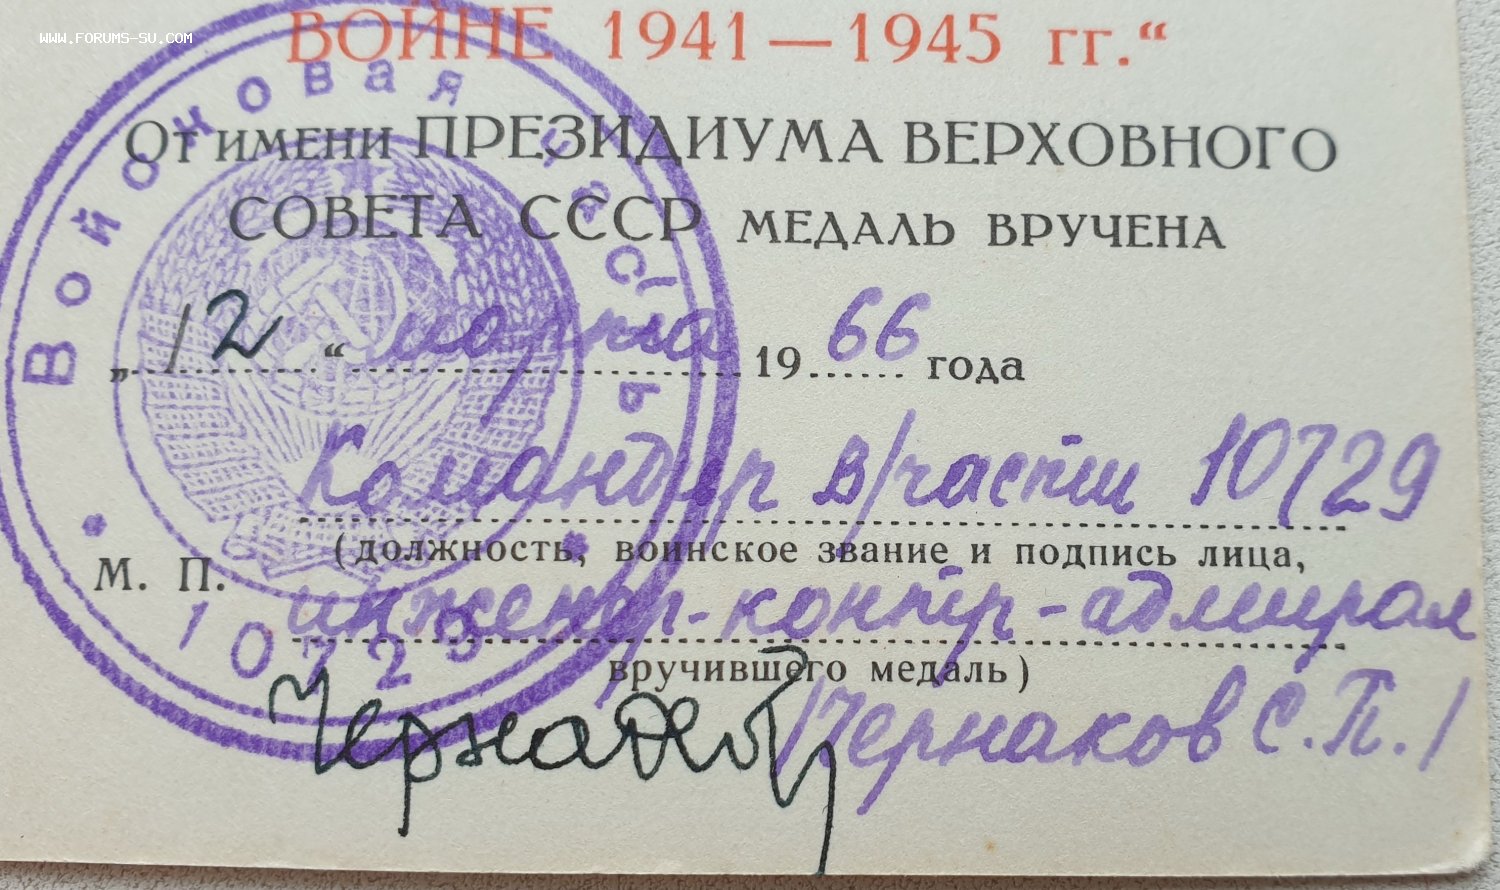 WWW.FORUMS-SU.COM
ВОЙНЕ 1941—1945 гг.“
От имени ПРЕЗИДИУМА ВЕРХОВНОГО
СОВЕТА СССР МЕДАЛЬ ВРУЧЕНА
„12“ марта 1966 года
Командир в/части 10729
(должность, воинское звание и подпись лица,
М. П.
инженер-контр-адмирал
вручившего медаль)
Чернаков /Чернаков С.П./
Войсковая часть
10729